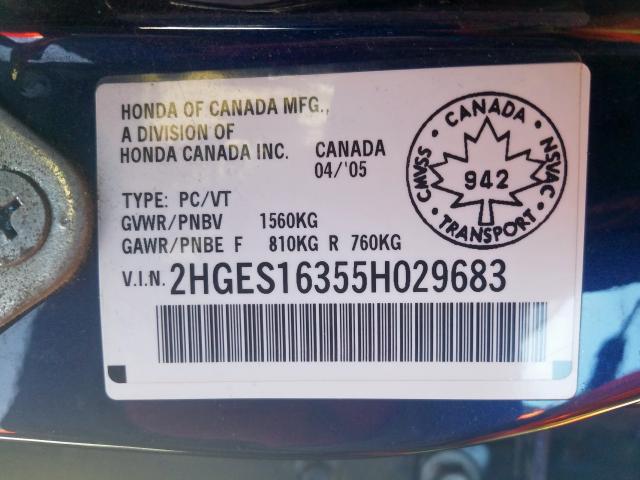 HONDA OF CANADA MFG.,
A DIVISION OF
HONDA CANADA INC. CANADA
04/'05
TYPE: PC/VT
GVWR/PNBV 1560KG
GAWR/PNBE F 810KG R 760KG
V.I.N. 2HGES16355H029683
CANADA
CMVSS 942 NSVAC
TRANSPORT